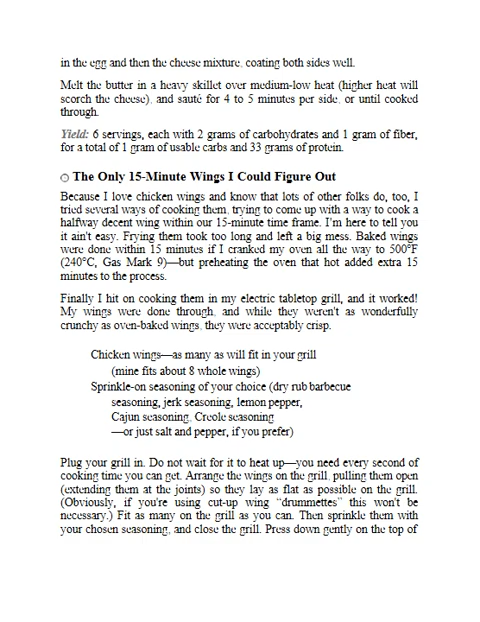 in the egg and then the cheese mixture, coating both sides well.
Melt the butter in a heavy skillet over medium-low heat (higher heat will
scorch the cheese), and sauté for 4 to 5 minutes per side, or until cooked
through.
Yield: 6 servings, each with 2 grams of carbohydrates and 1 gram of fiber,
for a total of 1 gram of usable carbs and 33 grams of protein.
The Only 15-Minute Wings I Could Figure Out
Because I love chicken wings and know that lots of other folks do, too, I
tried several ways of cooking them, trying to come up with a way to cook a
halfway decent wing within our 15-minute time frame. I'm here to tell you
it ain't easy. Frying them took too long and left a big mess. Baked wings
were done within 15 minutes if I cranked my oven all the way to 500°F
(240°C, Gas Mark 9)—but preheating the oven that hot added extra 15
minutes to the process.
Finally I hit on cooking them in my electric tabletop grill, and it worked!
My wings were done through, and while they weren't as wonderfully
crunchy as oven-baked wings, they were acceptably crisp.
Chicken wings—as many as will fit in your grill
(mine fits about 8 whole wings)
Sprinkle-on seasoning of your choice (dry rub barbecue
seasoning, jerk seasoning, lemon pepper,
Cajun seasoning, Creole seasoning
—or just salt and pepper, if you prefer)
Plug your grill in. Do not wait for it to heat up—you need every second of
cooking time you can get. Arrange the wings on the grill, pulling them open
(extending them at the joints) so they lay as flat as possible on the grill.
(Obviously, if you're using cut-up wing “drummettes” this won't be
necessary.) Fit as many on the grill as you can. Then sprinkle them with
your chosen seasoning, and close the grill. Press down gently on the top of